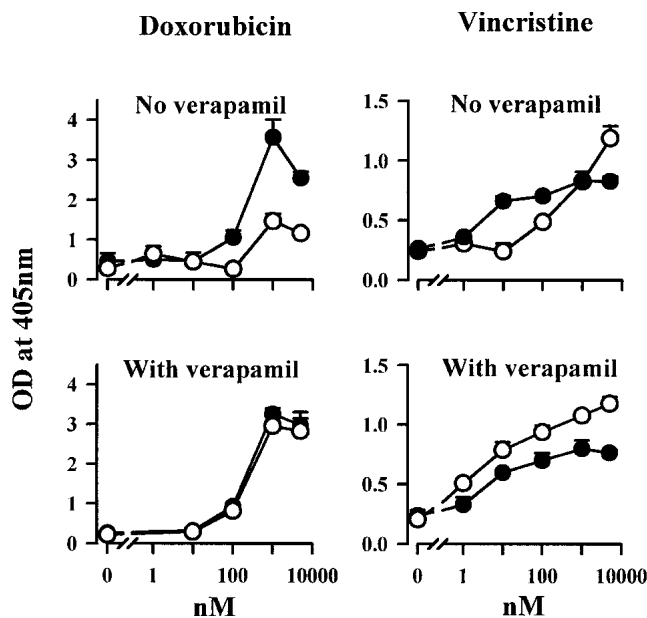 Doxorubicin
Vincristine
No verapamil
4
3
2
1
0
No verapamil
1.5
1.0
0.5
0.0
OD at 405nm
With verapamil
4
3
2
1
0
0 1 100 10000
nM
With verapamil
1.5
1.0
0.5
0.0
0 1 100 10000
nM